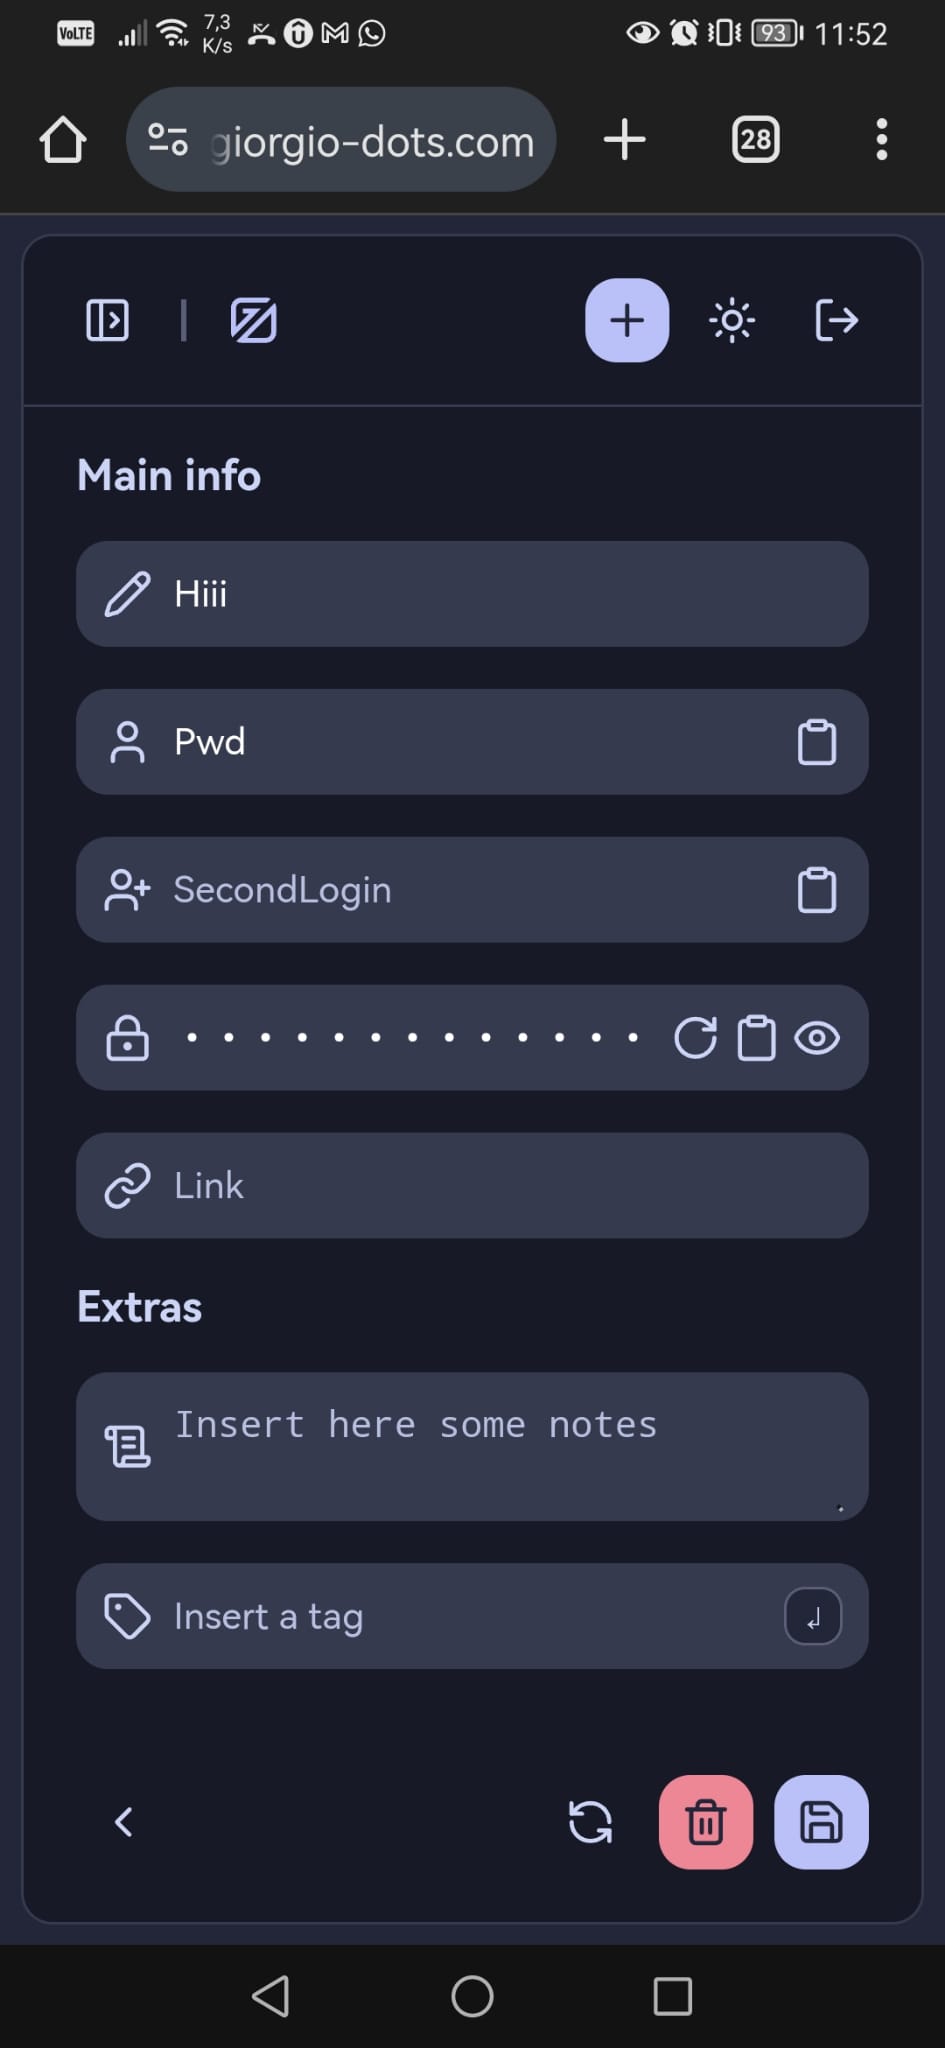 VoLTE 7,3 K/s 93 11:52
giorgio-dots.com 28
Main info
Hiii
Pwd
SecondLogin
Link
Extras
Insert here some notes
Insert a tag